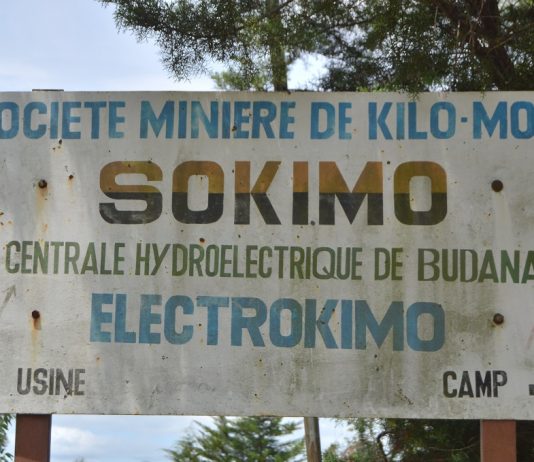 OCIETE MINIERE DE KILO-MO
SOKIMO
CENTRALE HYDROELECTRIQUE DE BUDANA
ELECTROKIMO
USINE CAMP